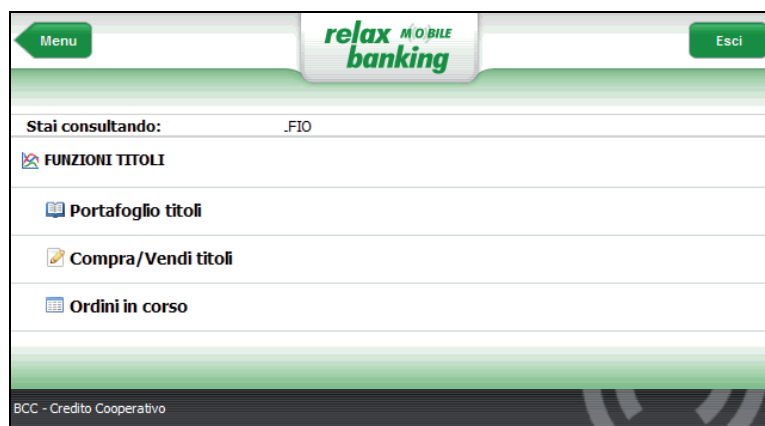 Menu
relax MOBILE
banking
Esci
Stai consultando: .FIO
FUNZIONI TITOLI
Portafoglio titoli
Compra/Vendi titoli
Ordini in corso
BCC - Credito Cooperativo